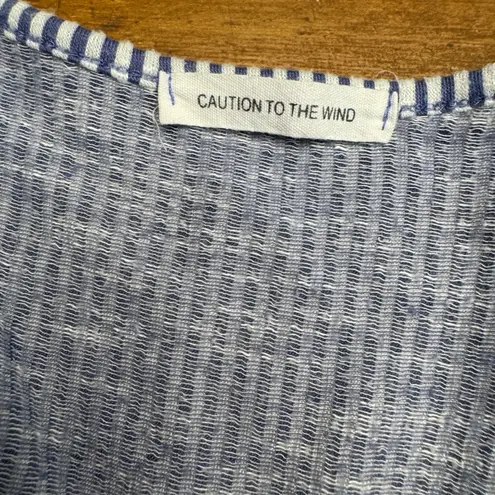 CAUTION TO THE WIND